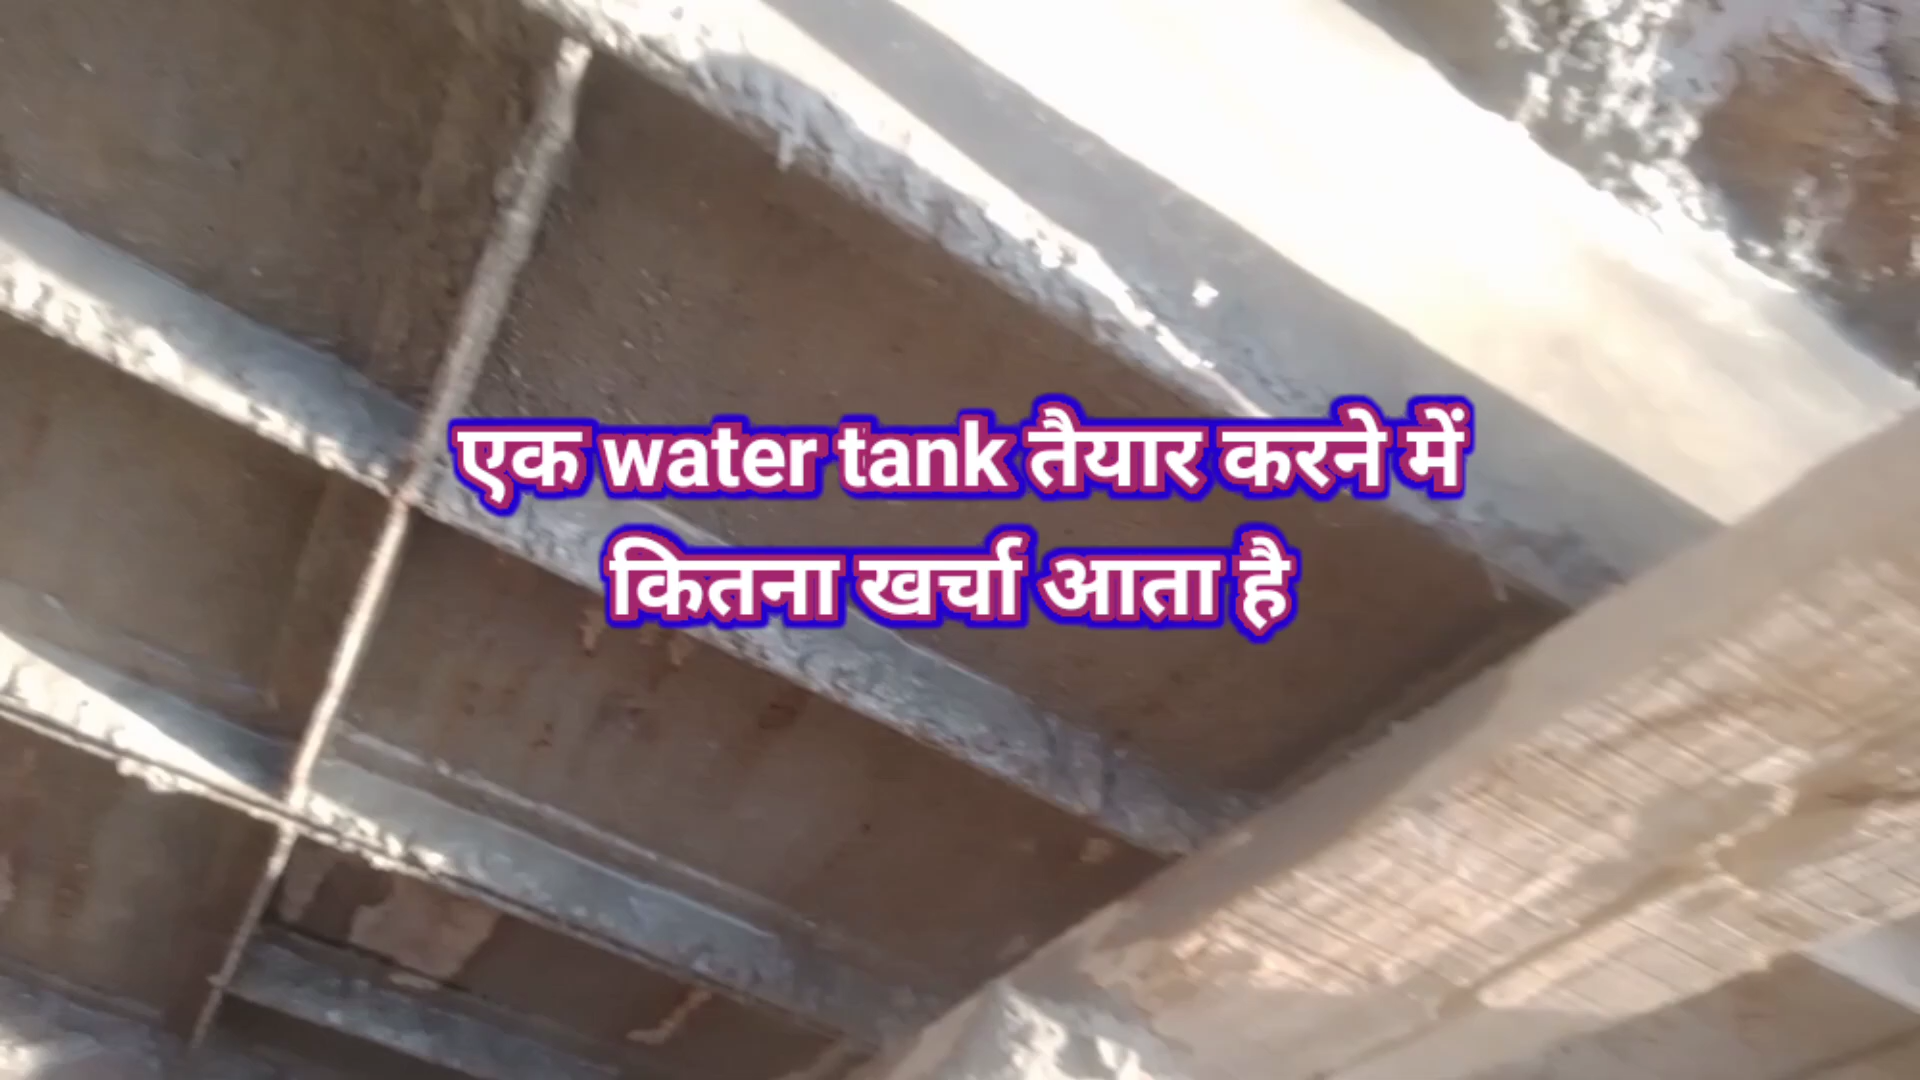 एक water tank तैयार करने में
कितना खर्चा आता है